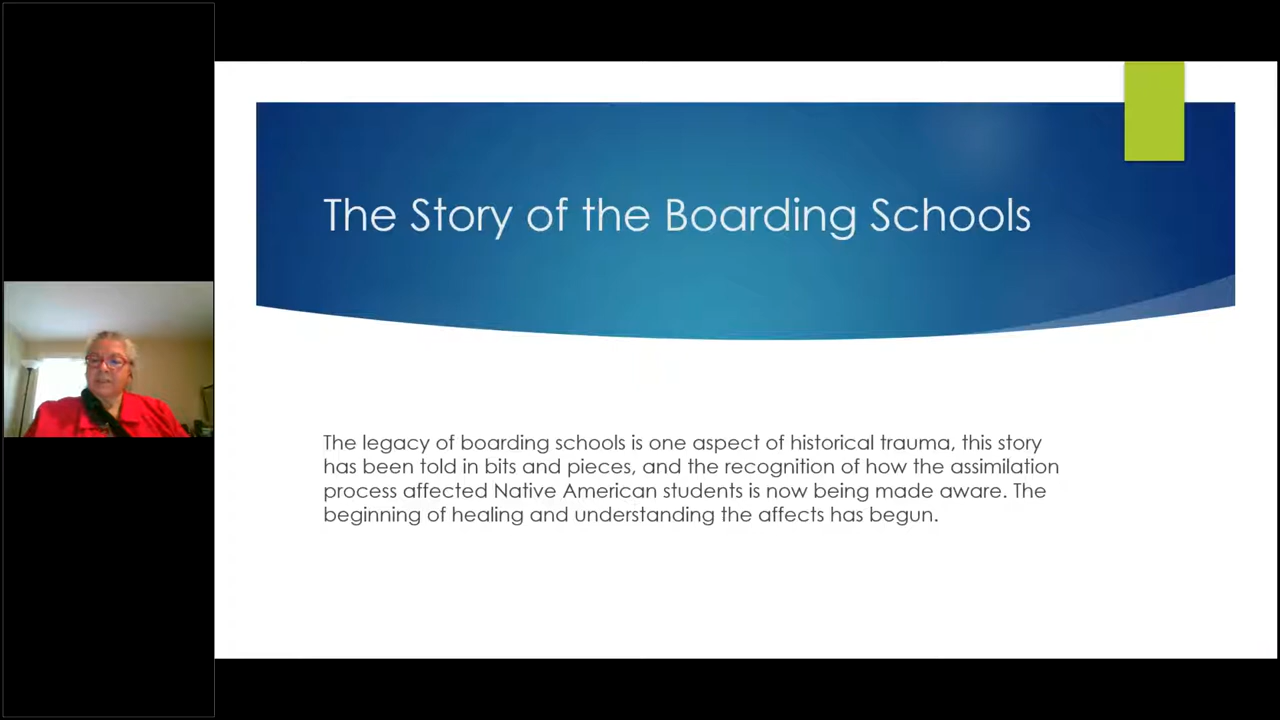 The Story of the Boarding Schools
The legacy of boarding schools is one aspect of historical trauma, this story
has been told in bits and pieces, and the recognition of how the assimilation
process affected Native American students is now being made aware. The
beginning of healing and understanding the affects has begun.